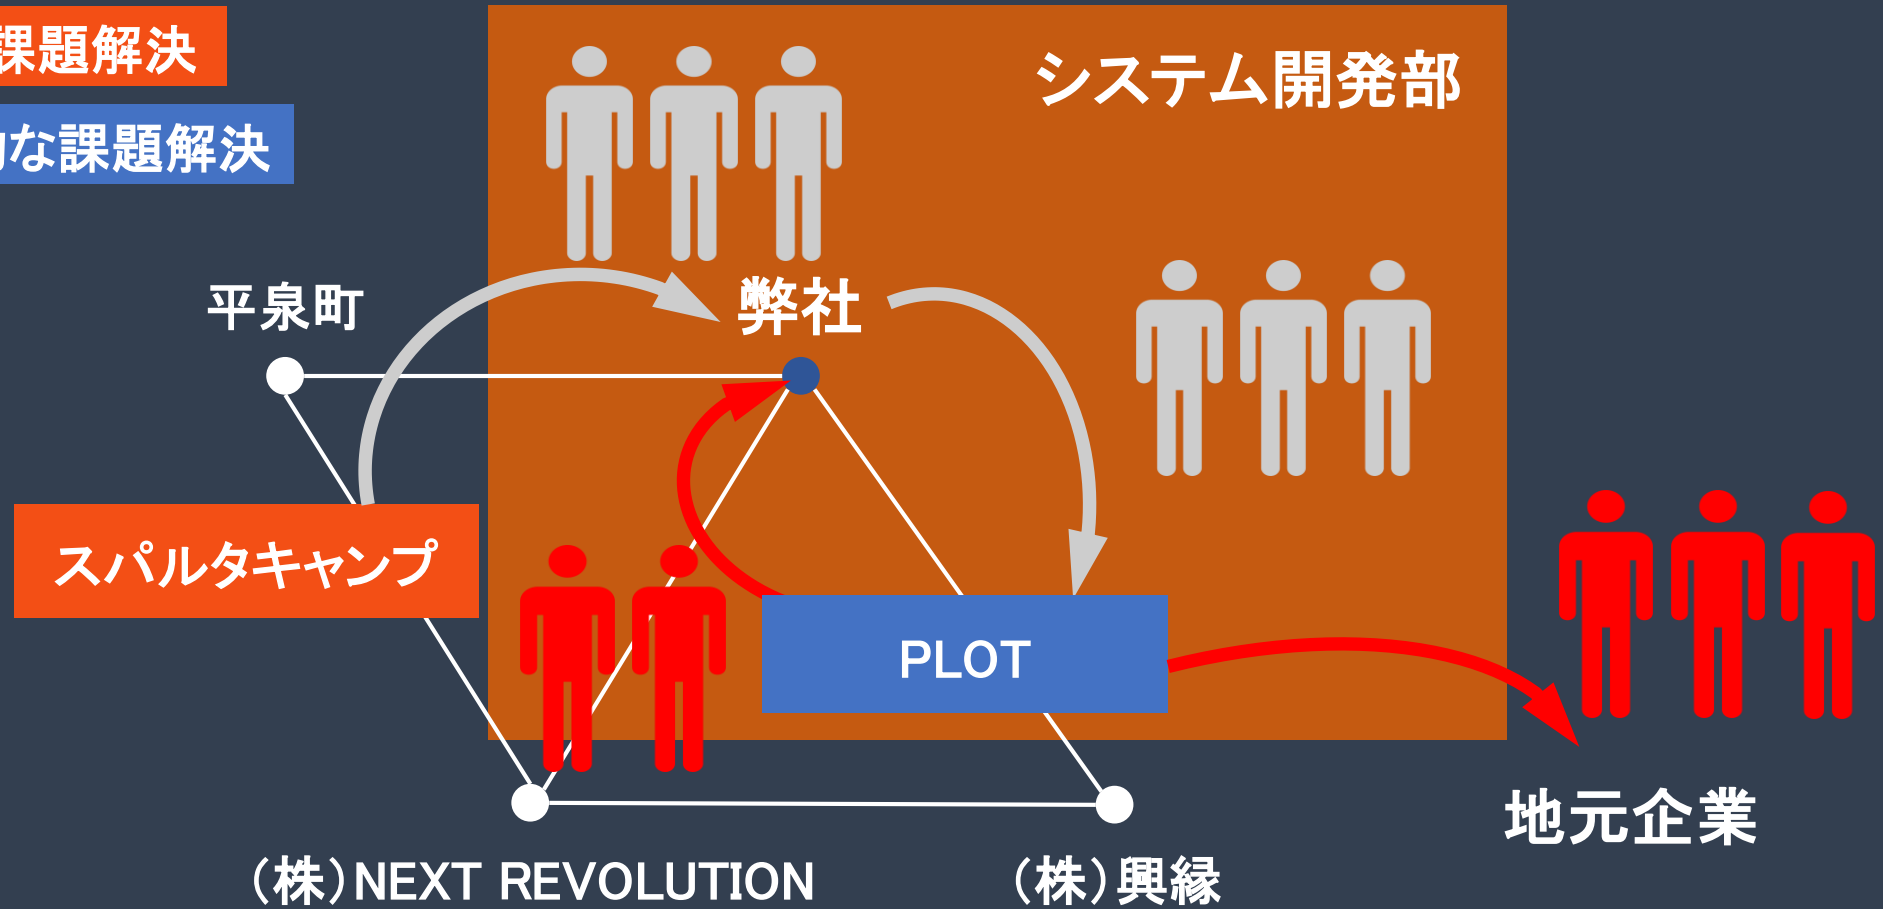 課題解決
な課題解決
システム開発部
平泉町
弊社
スパルタキャンプ
PLOT
地元企業
（株）NEXT REVOLUTION
（株）興縁